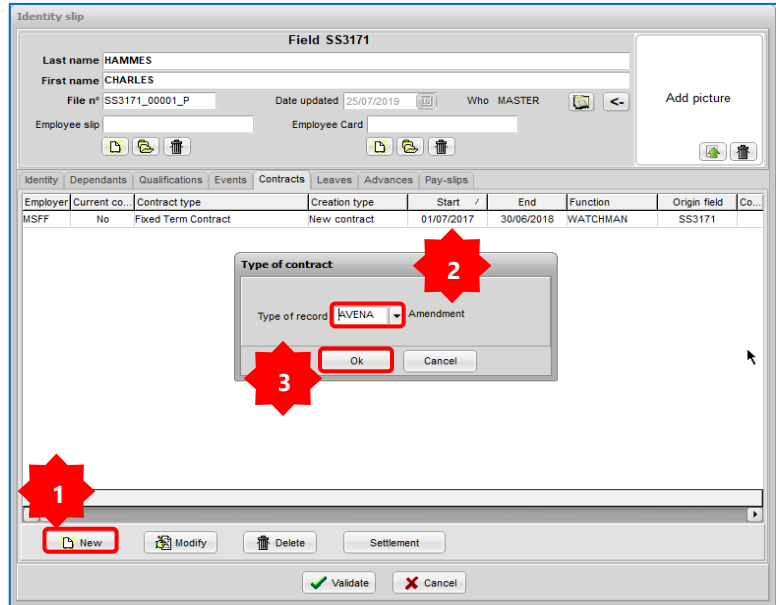 Identity slip
Field SS3171
Last name HAMMES
First name CHARLES
File n° SS3171_00001_P Date updated 25/07/2019 Who MASTER <-
Add picture
Employee slip Employee Card
Identity Dependants Qualifications Events Contracts Leaves Advances Pay-slips
Employer Current co... Contract type Creation type Start / End Function Origin field Co...
MSFF No Fixed Term Contract New contract 01/07/2017 30/06/2018 WATCHMAN SS3171
Type of contract
2
Type of record AVENA Amendment
Ok Cancel
3
1
New Modify Delete Settlement
Validate Cancel